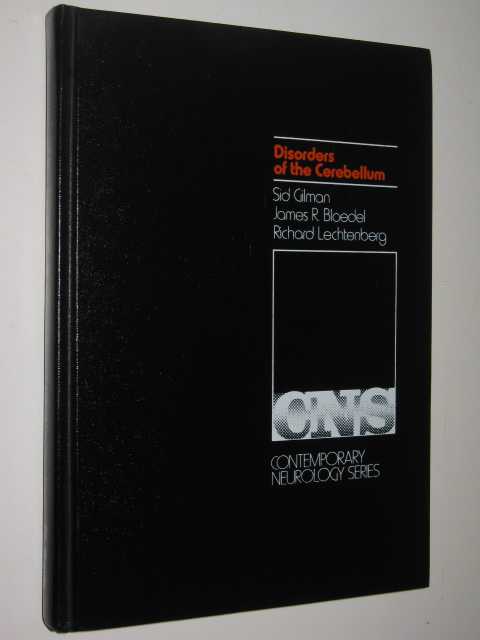 Disorders
of the Cerebellum
Sid Gilman
James R. Bloedel
Richard Lechtenberg
CNS
CONTEMPORARY
NEUROLOGY SERIES